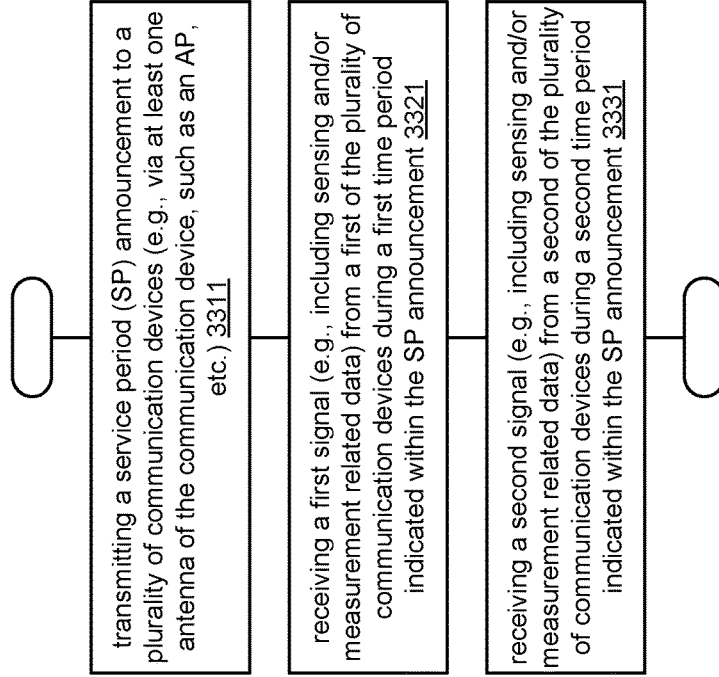 transmitting a service period (SP) announcement to a
plurality of communication devices (e.g., via at least one
antenna of the communication device, such as an AP,
etc.) 3311
receiving a first signal (e.g., including sensing and/or
measurement related data) from a first of the plurality of
communication devices during a first time period
indicated within the SP announcement 3321
receiving a second signal (e.g., including sensing and/or
measurement related data) from a second of the plurality
of communication devices during a second time period
indicated within the SP announcement 3331